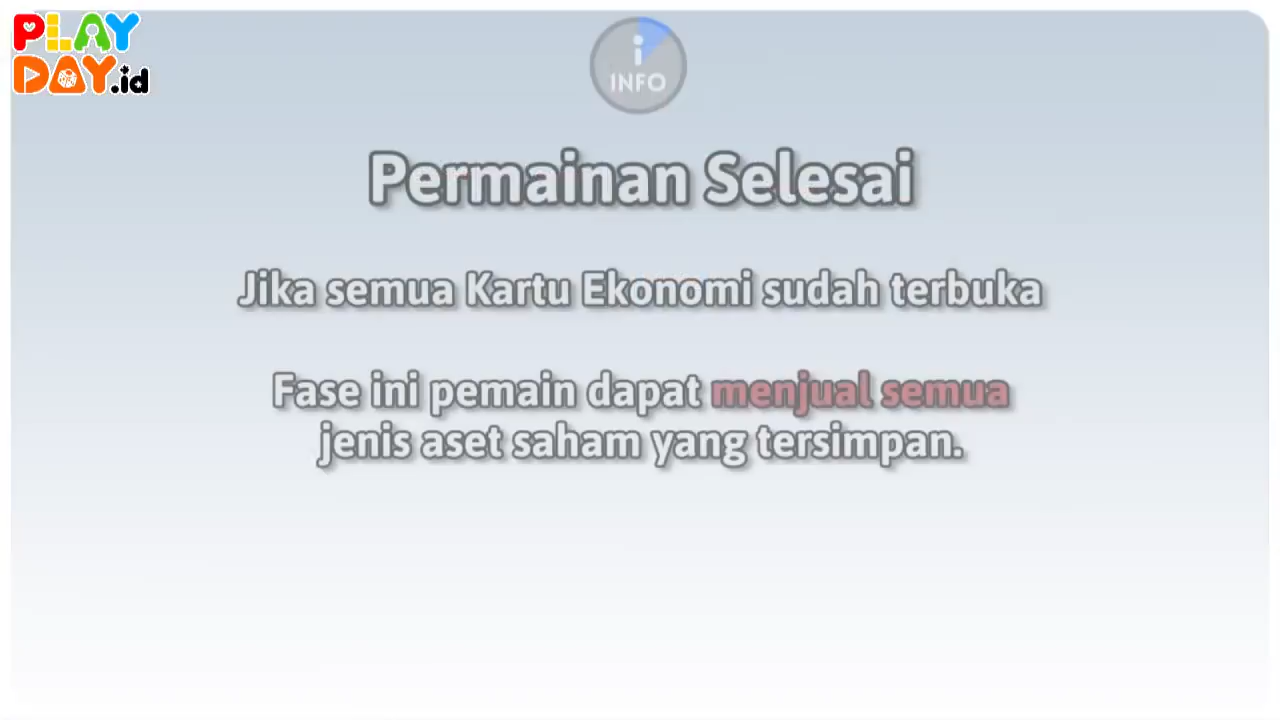 PLAY
DAY.id
i
INFO
Permainan Selesai
Jika semua Kartu Ekonomi sudah terbuka
Fase ini pemain dapat menjual semua
jenis aset saham yang tersimpan.